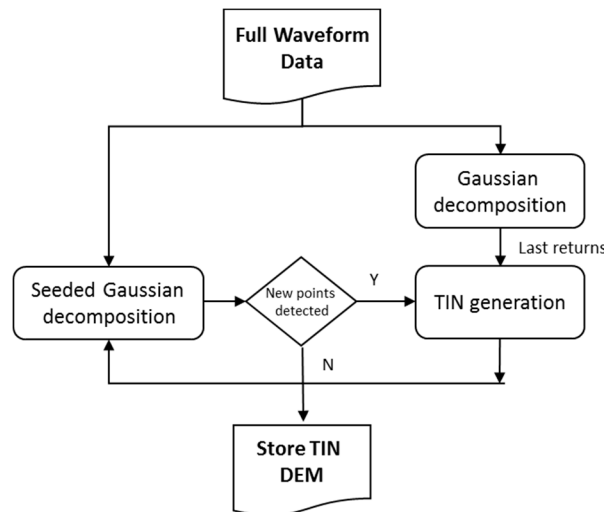 Full Waveform
Data
Gaussian
decomposition
Last returns
Seeded Gaussian
decomposition
New points
detected
Y
TIN generation
N
Store TIN
DEM